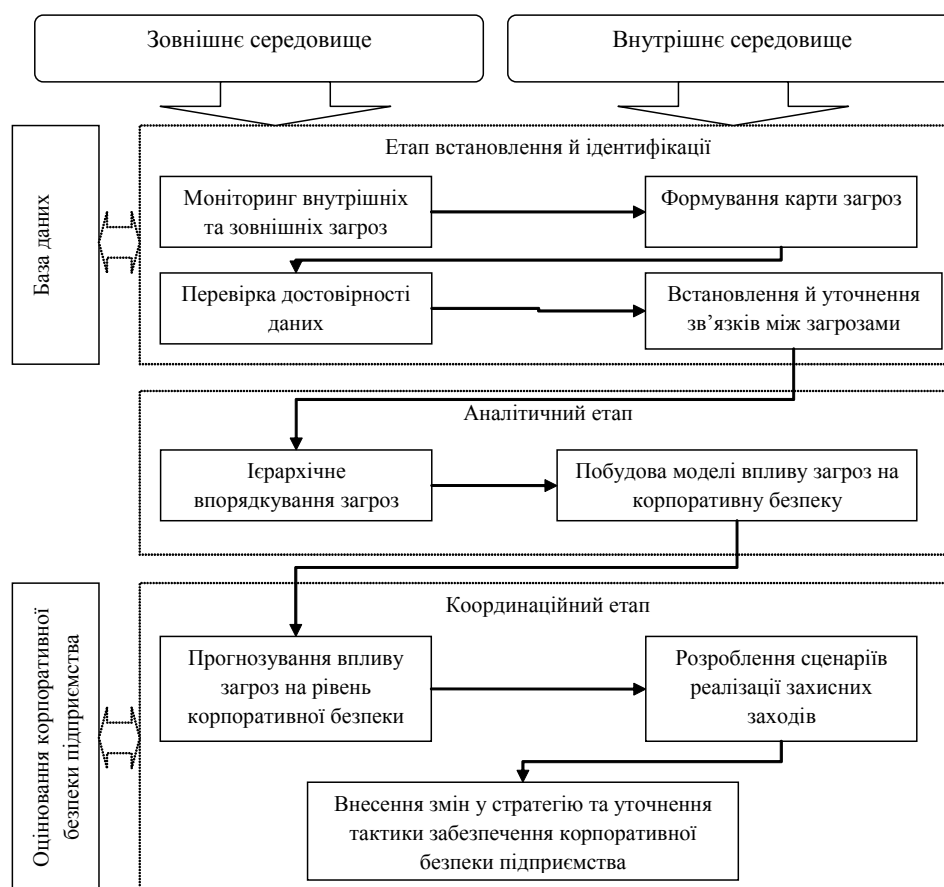 Зовнішнє середовище
Внутрішнє середовище
База даних
Етап встановлення й ідентифікації
Моніторинг внутрішніх
та зовнішніх загроз
Формування карти загроз
Перевірка достовірності
даних
Встановлення й уточнення
зв’язків між загрозами
Аналітичний етап
Ієрархічне
впорядкування загроз
Побудова моделі впливу загроз на
корпоративну безпеку
Оцінювання корпоративної
безпеки підприємства
Координаційний етап
Прогнозування впливу
загроз на рівень
корпоративної безпеки
Розроблення сценаріїв
реалізації захисних
заходів
Внесення змін у стратегію та уточнення
тактики забезпечення корпоративної
безпеки підприємства